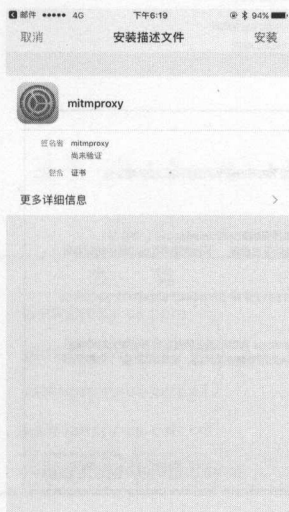 邮件 4G 下午6:19 94%
取消 安装描述文件 安装
mitmproxy
签名者 mitmproxy
尚未验证
包含 证书
更多详细信息